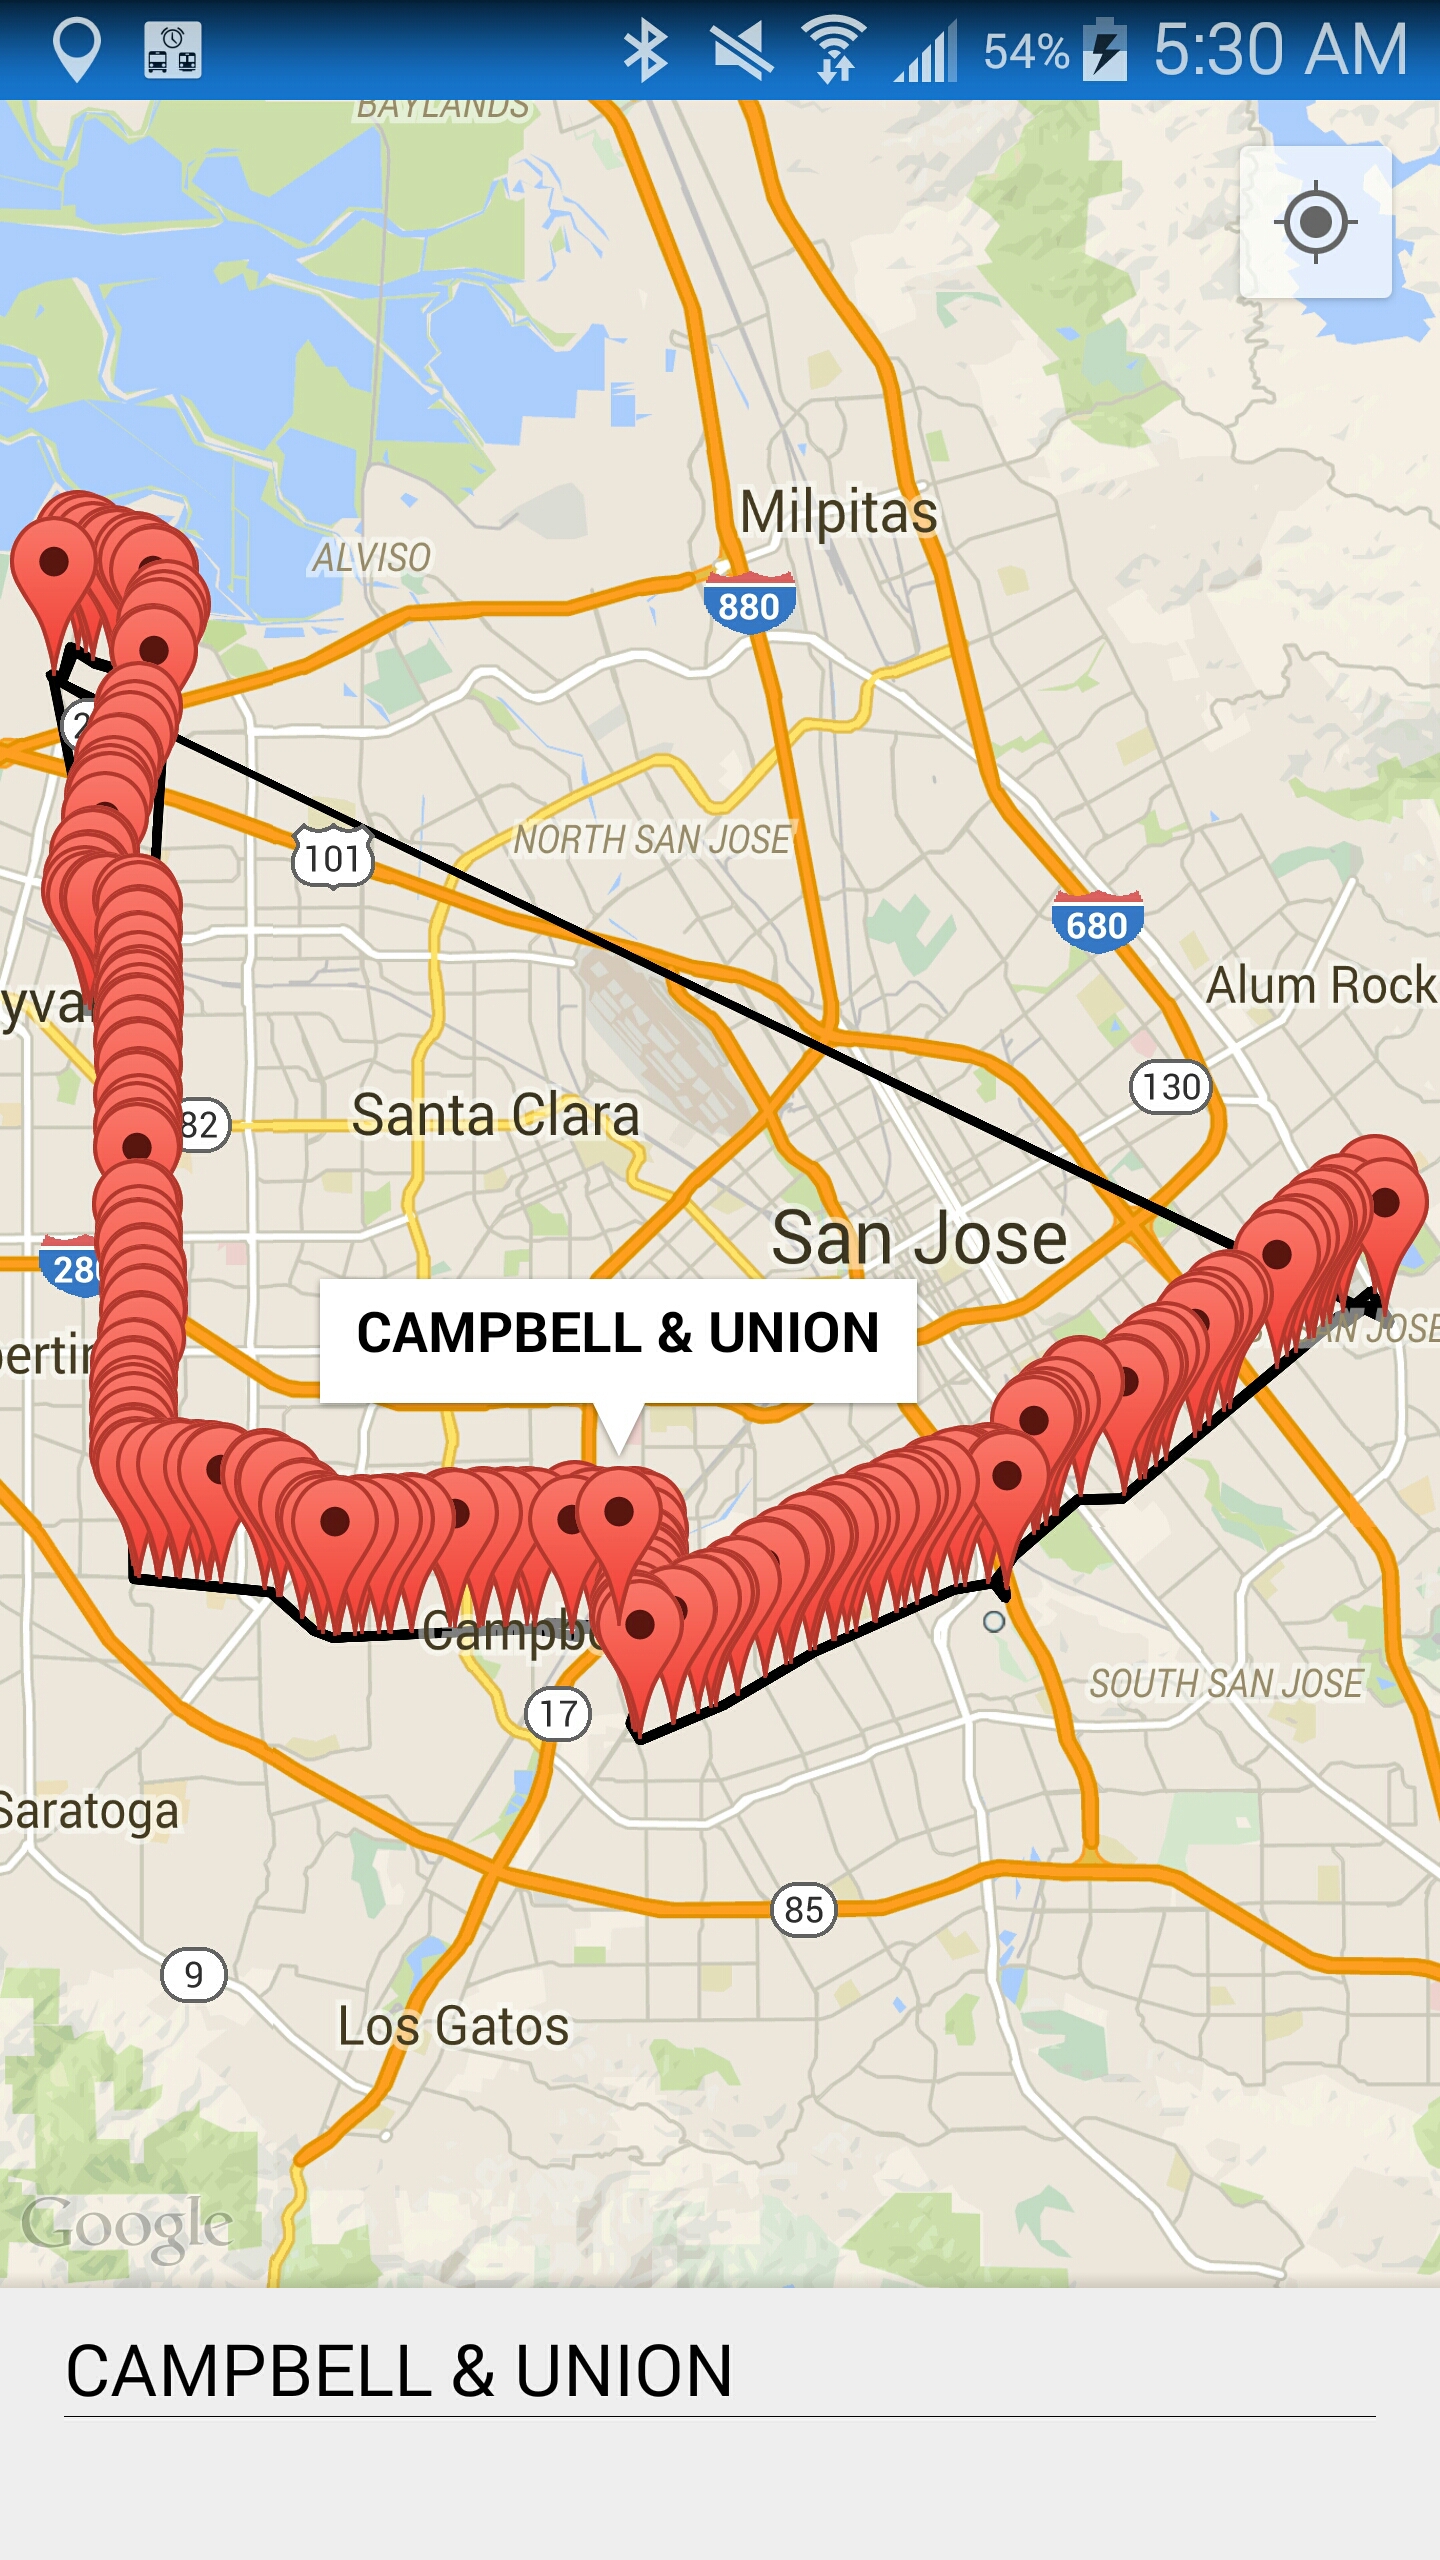 54% 5:30 AM
BAYLANDS
Milpitas
ALVISO
880
2
NORTH SAN JOSE
101
680
Alum Rock
yva
130
Santa Clara
82
San Jose
280
CAMPBELL & UNION
AN JOSE
bertin
Campb
SOUTH SAN JOSE
17
Saratoga
85
9
Los Gatos
Google
CAMPBELL & UNION